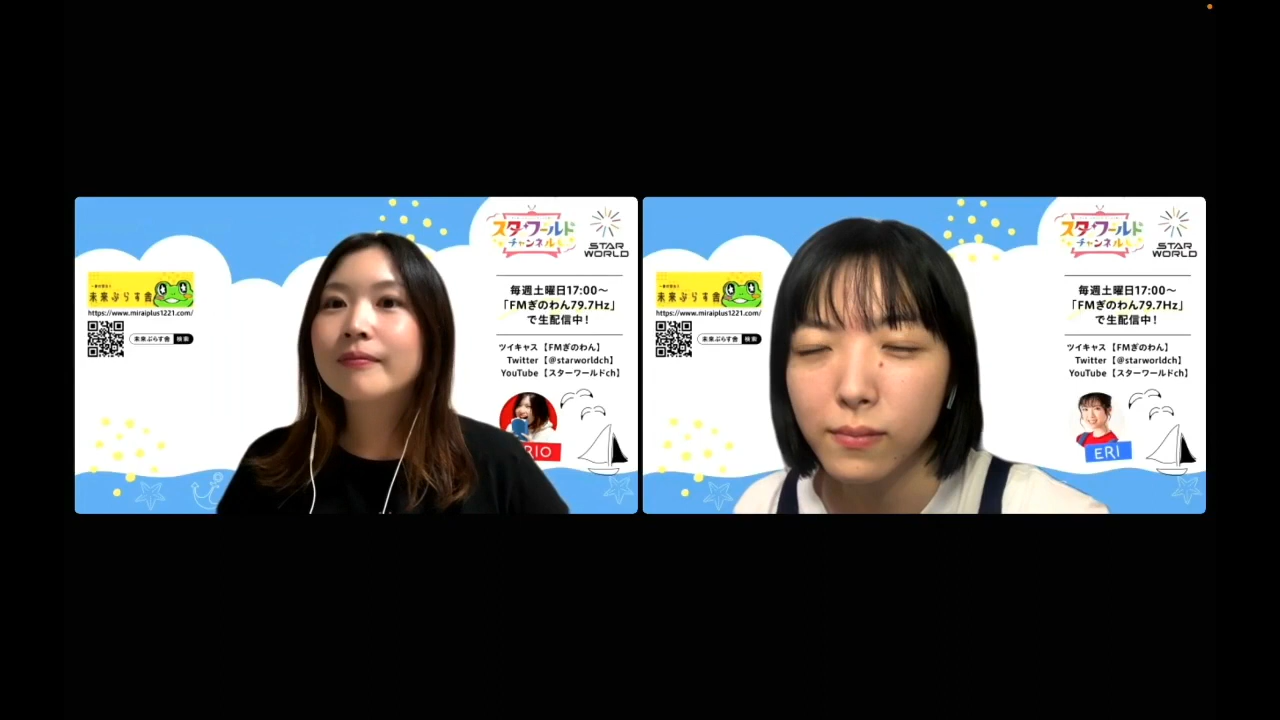 スターワールド
チャンネル
STAR
WORLD
未来ぷらす舎
https://www.miraiplus1221.com/
未来ぷらす舎 検索
毎週土曜日17:00〜
「FMぎのわん79.7Hz」
で生配信中！
ツイキャス【FMぎのわん】
Twitter【@starworldch】
YouTube【スターワールドch】
RIO
スターワールド
チャンネル
STAR
WORLD
未来ぷらす舎
https://www.miraiplus1221.com/
未来ぷらす舎 検索
毎週土曜日17:00〜
「FMぎのわん79.7Hz」
で生配信中！
ツイキャス【FMぎのわん】
Twitter【@starworldch】
YouTube【スターワールドch】
ERI